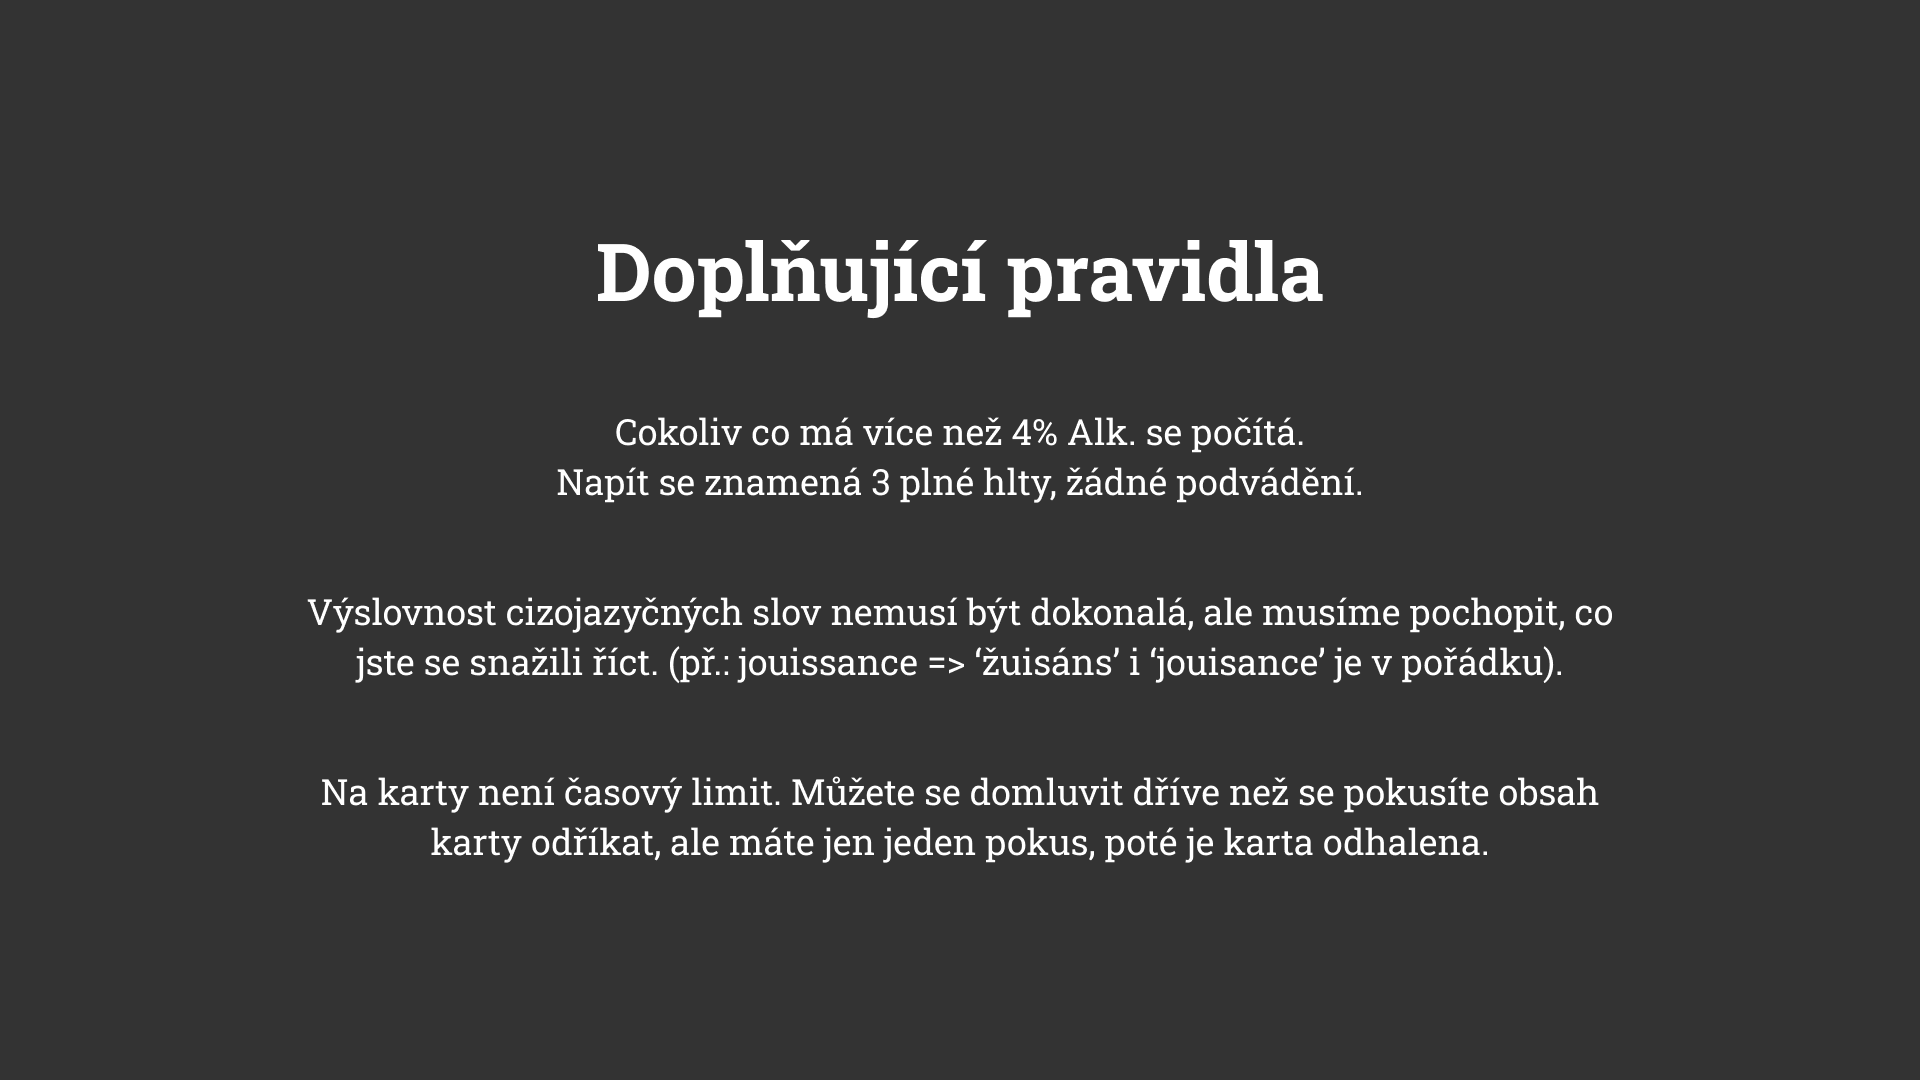 Doplňující pravidla
Cokoliv co má více než 4% Alk. se počítá.
Napít se znamená 3 plné hlty, žádné podvádění.
Výslovnost cizojazyčných slov nemusí být dokonalá, ale musíme pochopit, co
jste se snažili říct. (př.: jouissance => ‘žuisáns’ i ‘jouisance’ je v pořádku).
Na karty není časový limit. Můžete se domluvit dříve než se pokusíte obsah
karty odříkat, ale máte jen jeden pokus, poté je karta odhalena.